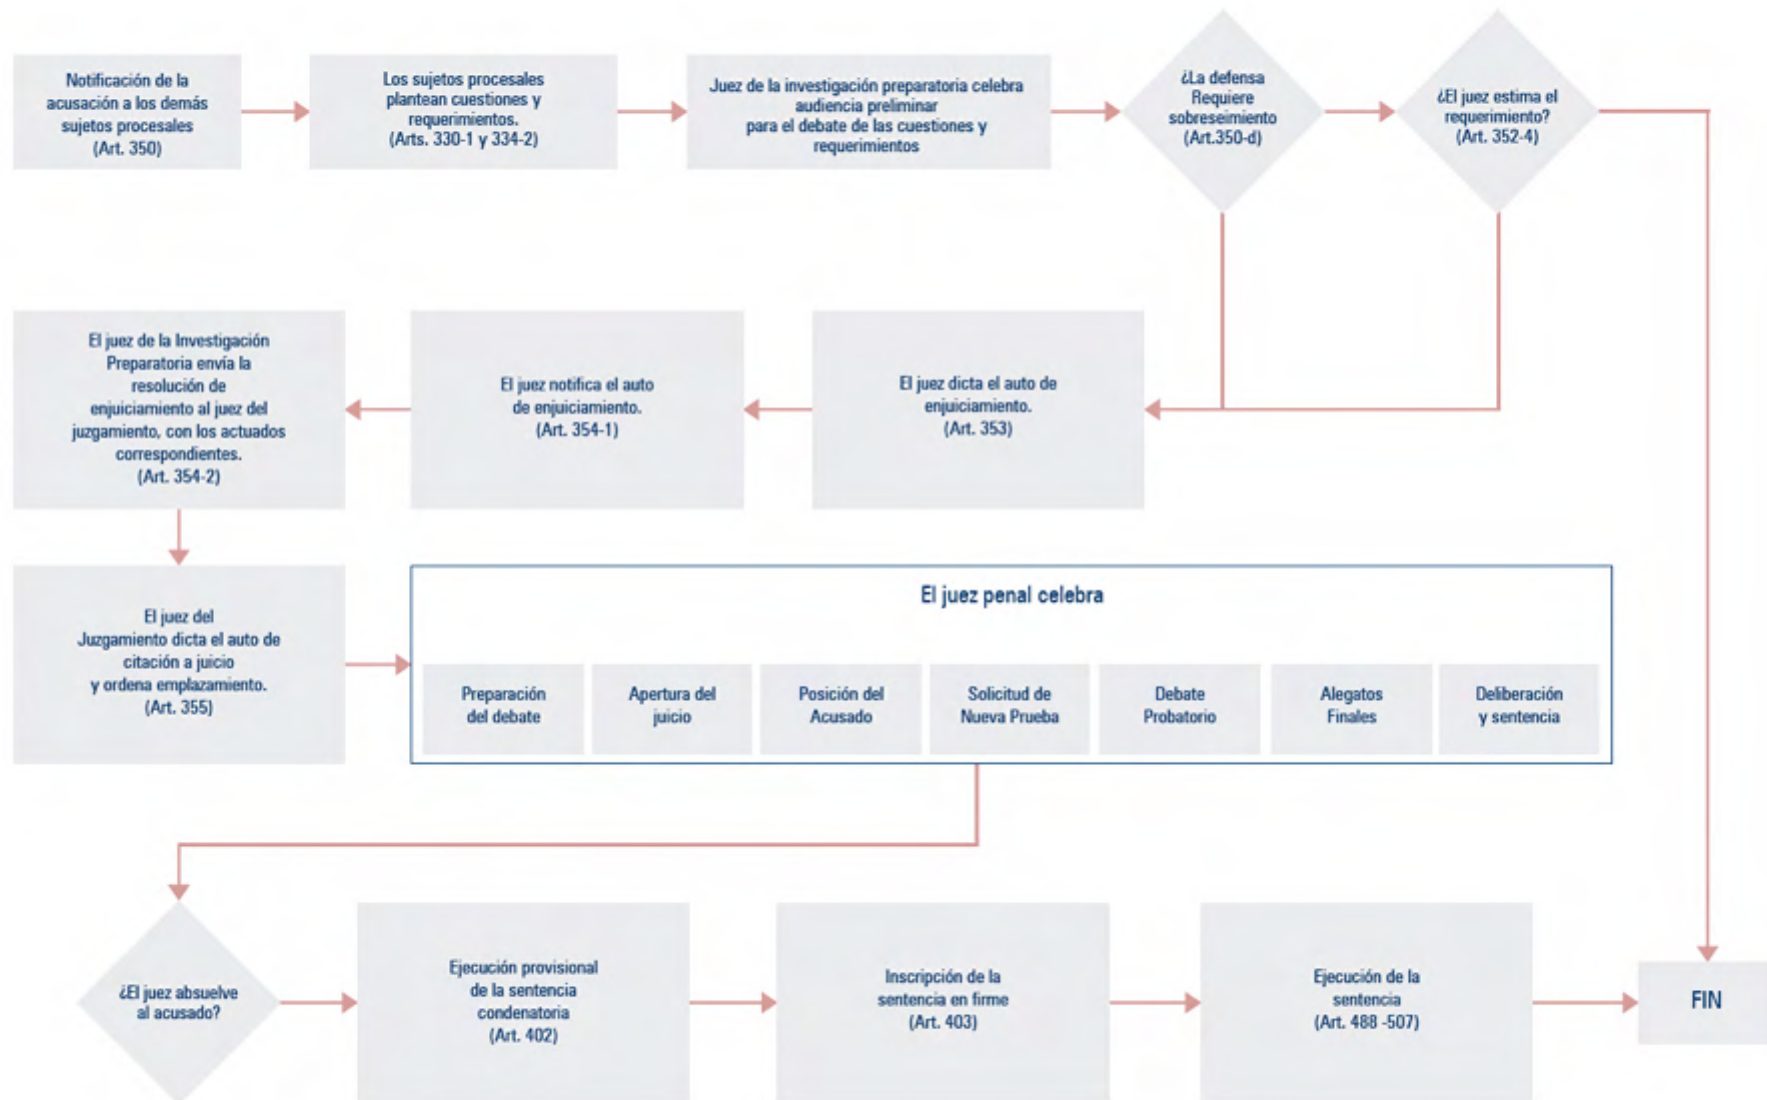 Notificación de la
acusación a los demás
sujetos procesales
(Art. 350)
Los sujetos procesales
plantean cuestiones y
requerimientos.
(Arts. 330-1 y 334-2)
Juez de la investigación preparatoria celebra
audiencia preliminar
para el debate de las cuestiones y
requerimientos
¿La defensa
Requiere
sobreseimiento
(Art.350-d)
¿El juez estima el
requerimiento?
(Art. 352-4)
El juez de la Investigación
Preparatoria envía la
resolución de
enjuiciamiento al juez del
juzgamiento, con los actuados
correspondientes.
(Art. 354-2)
El juez notifica el auto
de enjuiciamiento.
(Art. 354-1)
El juez dicta el auto de
enjuiciamiento.
(Art. 353)
El juez del
Juzgamiento dicta el auto de
citación a juicio
y ordena emplazamiento.
(Art. 355)
El juez penal celebra
Preparación
del debate
Apertura del
juicio
Posición del
Acusado
Solicitud de
Nueva Prueba
Debate
Probatorio
Alegatos
Finales
Deliberación
y sentencia
¿El juez absuelve
al acusado?
Ejecución provisional
de la sentencia
condenatoria
(Art. 402)
Inscripción de la
sentencia en firme
(Art. 403)
Ejecución de la
sentencia
(Art. 488 -507)
FIN